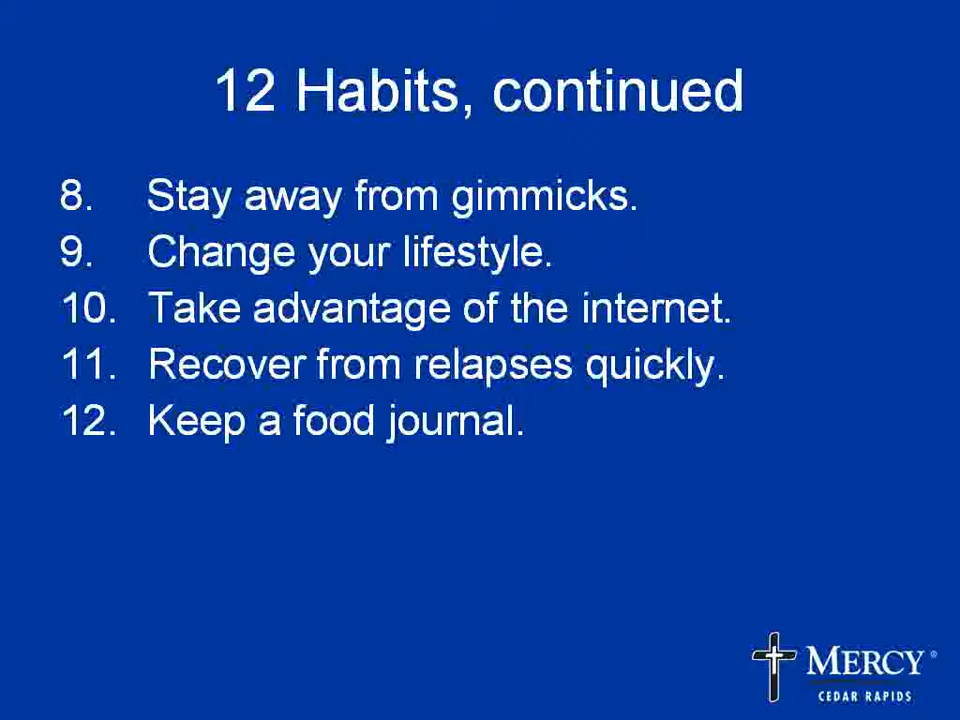 12 Habits, continued
8. Stay away from gimmicks.
9. Change your lifestyle.
10. Take advantage of the internet.
11. Recover from relapses quickly.
12. Keep a food journal.
MERCY®
CEDAR RAPIDS